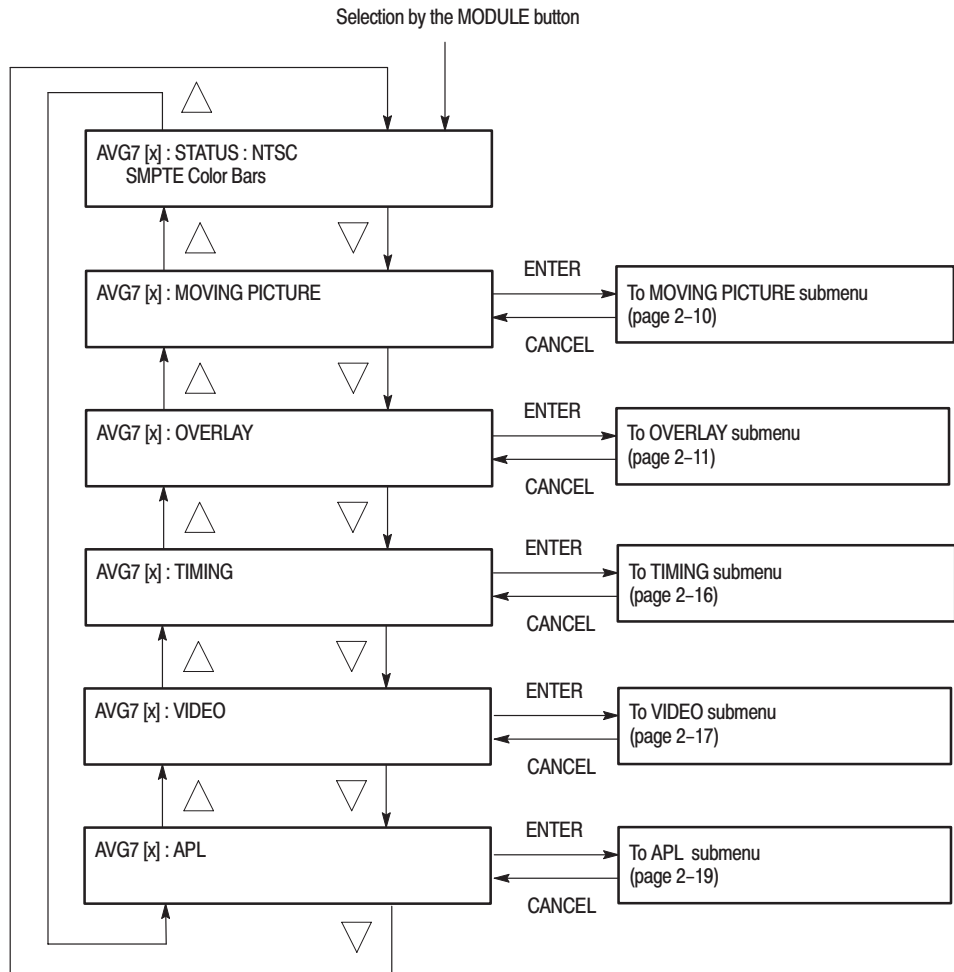 Selection by the MODULE button
AVG7 [x] : STATUS : NTSC
SMPTE Color Bars
AVG7 [x] : MOVING PICTURE
ENTER
CANCEL
To MOVING PICTURE submenu
(page 2–10)
AVG7 [x] : OVERLAY
ENTER
CANCEL
To OVERLAY submenu
(page 2–11)
AVG7 [x] : TIMING
ENTER
CANCEL
To TIMING submenu
(page 2–16)
AVG7 [x] : VIDEO
ENTER
CANCEL
To VIDEO submenu
(page 2–17)
AVG7 [x] : APL
ENTER
CANCEL
To APL submenu
(page 2–19)